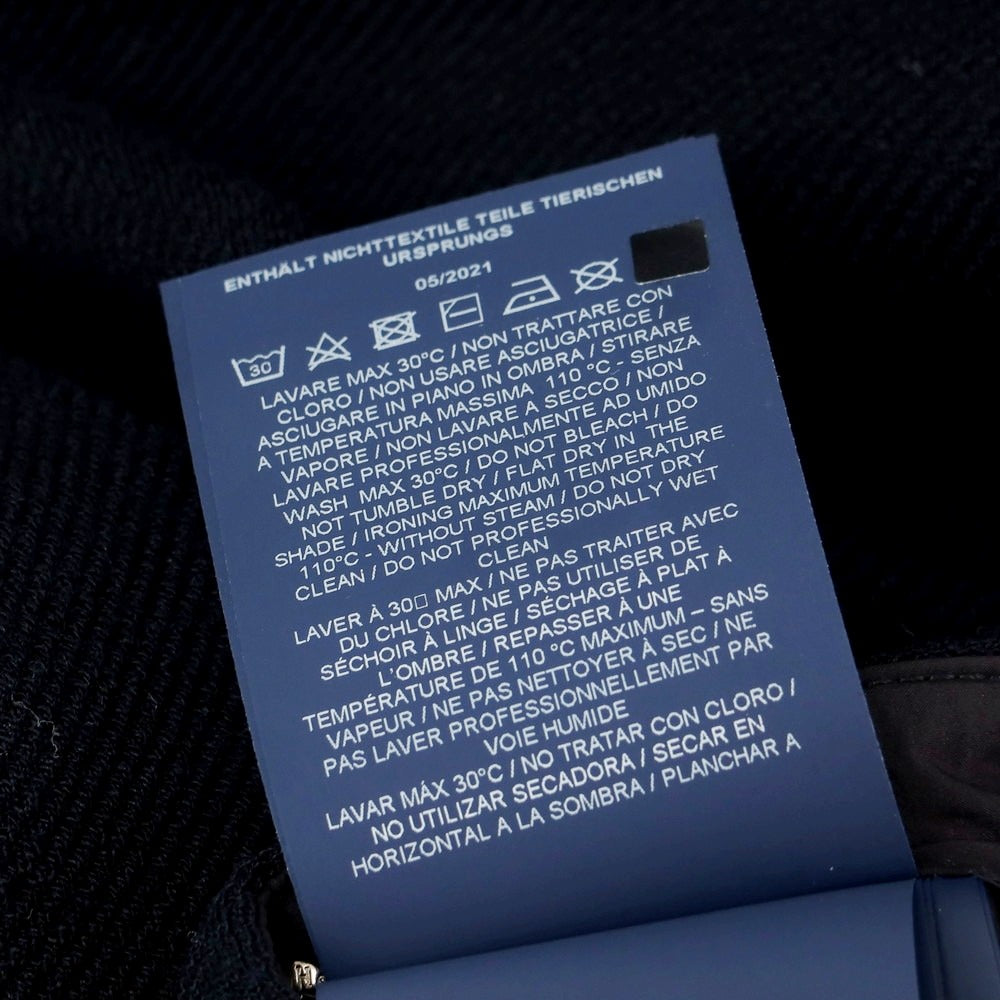 ENTHÄLT NICHTTEXTILE TEILE TIERISCHEN
URSPRUNGS
05/2021
30
LAVARE MAX 30°C / NON TRATTARE CON
CLORO / NON USARE ASCIUGATRICE /
ASCIUGARE IN PIANO IN OMBRA / STIRARE
A TEMPERATURA MASSIMA 110 °C - SENZA
VAPORE / NON LAVARE A SECCO / NON
LAVARE PROFESSIONALMENTE AD UMIDO
WASH MAX 30°C / DO NOT BLEACH / DO
NOT TUMBLE DRY / FLAT DRY IN THE
SHADE / IRONING MAXIMUM TEMPERATURE
110°C - WITHOUT STEAM / DO NOT DRY
CLEAN / DO NOT PROFESSIONALLY WET
CLEAN
LAVER À 30□ MAX / NE PAS TRAITER AVEC
DU CHLORE / NE PAS UTILISER DE
SÉCHOIR À LINGE / SÉCHAGE À PLAT À
L'OMBRE / REPASSER À UNE
TEMPÉRATURE DE 110 °C MAXIMUM – SANS
VAPEUR / NE PAS NETTOYER À SEC / NE
PAS LAVER PROFESSIONNELLEMENT PAR
VOIE HUMIDE
LAVAR MÁX 30°C / NO TRATAR CON CLORO /
NO UTILIZAR SECADORA / SECAR EN
HORIZONTAL A LA SOMBRA / PLANCHAR A